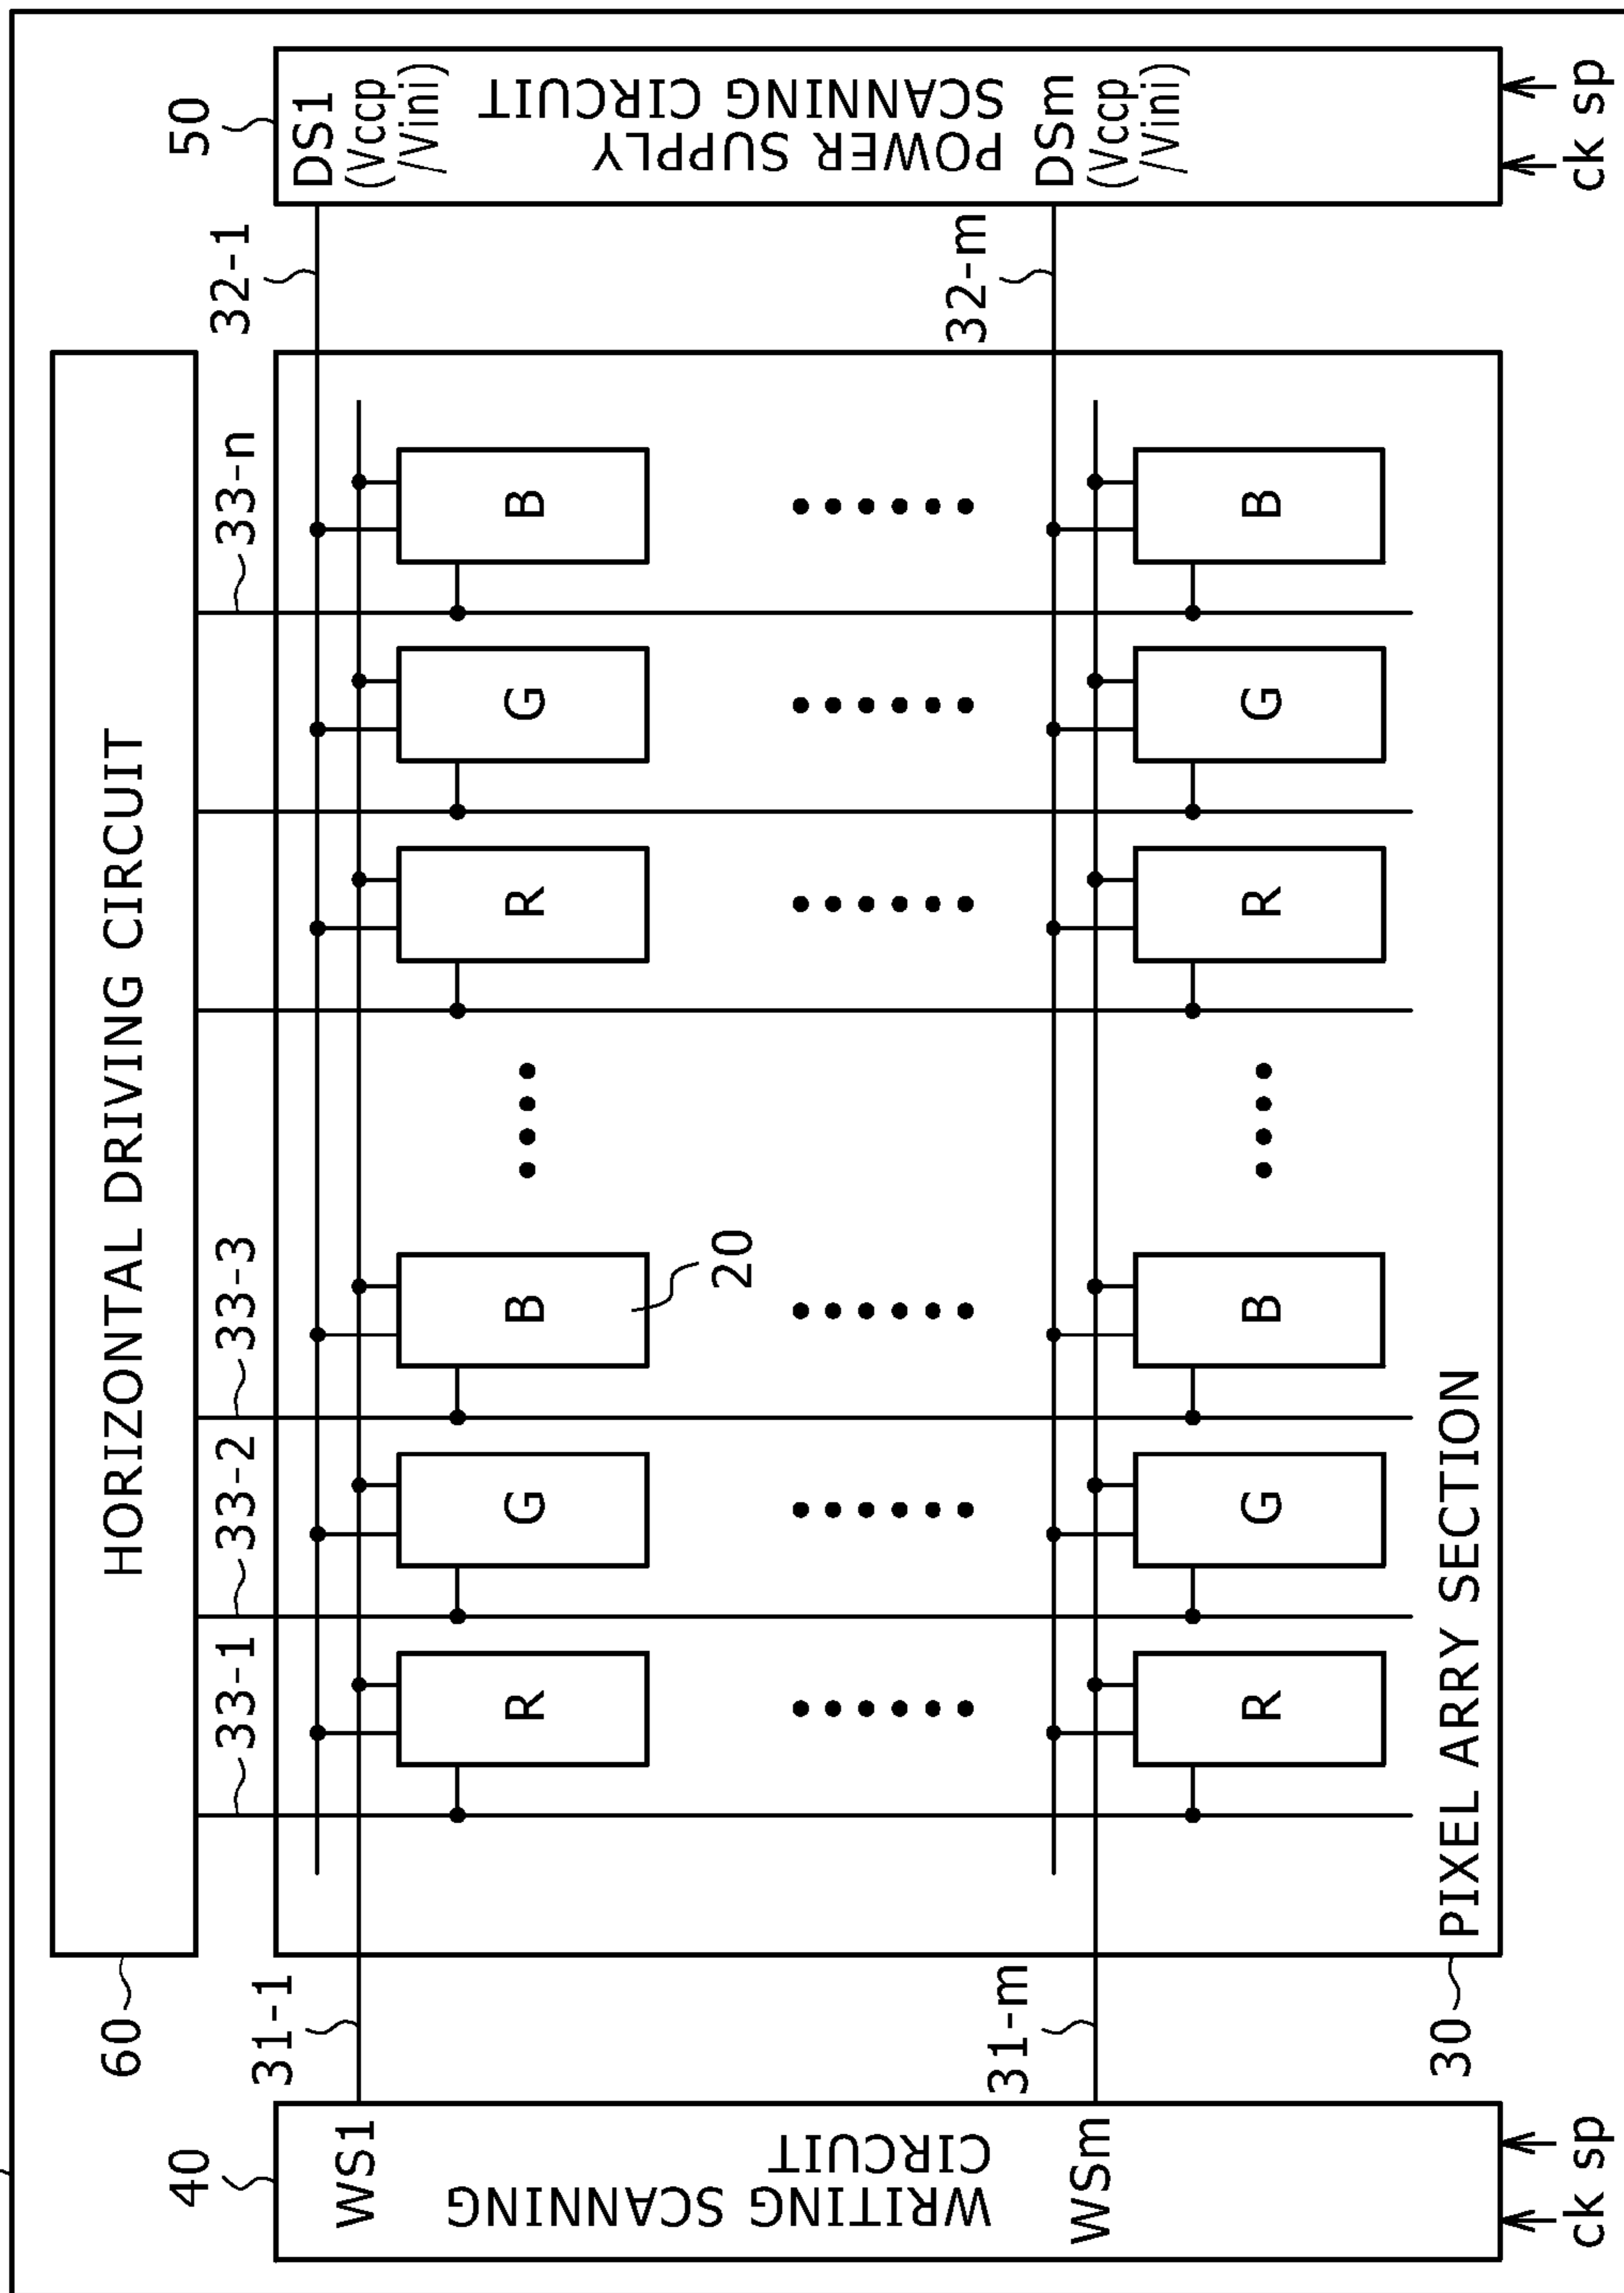 HORIZONTAL DRIVING CIRCUIT
60
40
31-1
33-1
33-2
33-3
33-n
32-1
50
WS1
DS1
(Vccp
/Vini)
R
G
B
R
G
B
20
WRITING SCANNING
CIRCUIT
POWER SUPPLY
SCANNING CIRCUIT
31-m
32-m
WSm
DSm
(Vccp
/Vini)
R
G
B
R
G
B
30
PIXEL ARRY SECTION
ck sp
ck sp